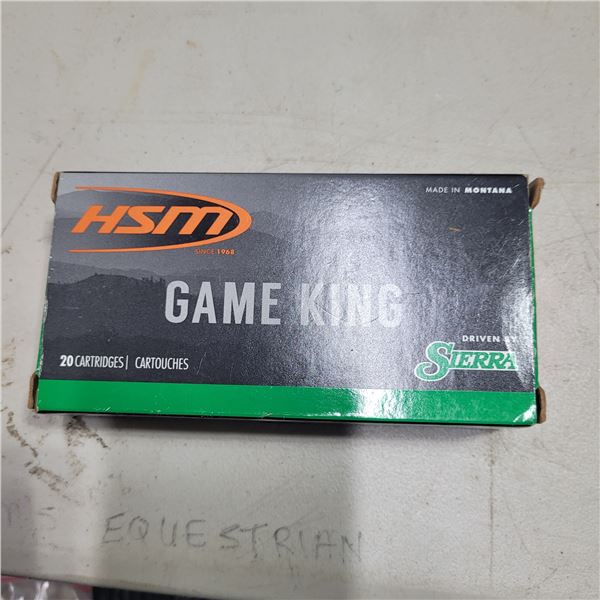 MADE IN MONTANA
HSM
SINCE 1968
GAME KING
DRIVEN BY
SIERRA
20 CARTRIDGES | CARTOUCHES
EQUESTRIAN